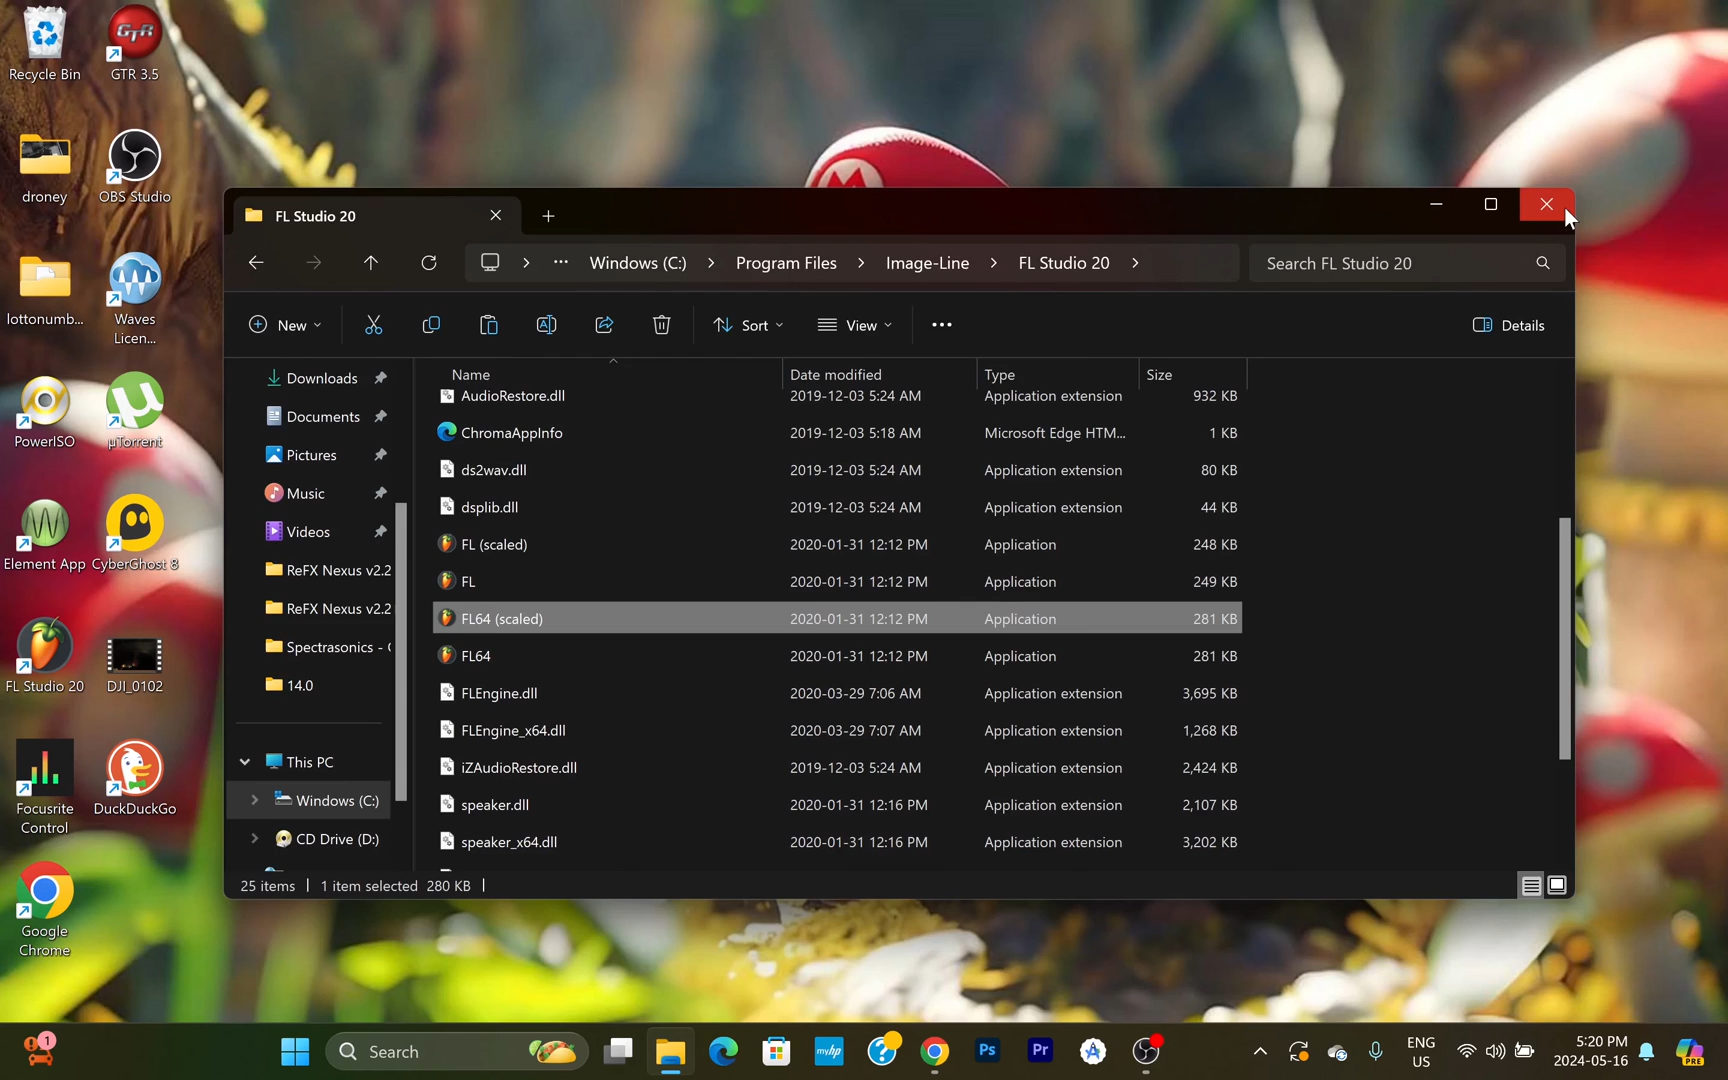 Recycle Bin
GTR
GTR 3.5
droney
OBS Studio
lottonumb...
Waves
Licen...
PowerISO
µTorrent
Element App
CyberGhost 8
FL Studio 20
DJI_0102
Focusrite
Control
DuckDuckGo
Google
Chrome
M
FL Studio 20
Windows (C:)
Program Files
Image-Line
FL Studio 20
Search FL Studio 20
New
Sort
View
Details
Downloads
Documents
Pictures
Music
Videos
ReFX Nexus v2.2
ReFX Nexus v2.2
Spectrasonics -
14.0
This PC
Windows (C:)
CD Drive (D:)
Name Date modified Type Size
AudioRestore.dll 2019-12-03 5:24 AM Application extension 932 KB
ChromaAppInfo 2019-12-03 5:18 AM Microsoft Edge HTM... 1 KB
ds2wav.dll 2019-12-03 5:24 AM Application extension 80 KB
dsplib.dll 2019-12-03 5:24 AM Application extension 44 KB
FL (scaled) 2020-01-31 12:12 PM Application 248 KB
FL 2020-01-31 12:12 PM Application 249 KB
FL64 (scaled) 2020-01-31 12:12 PM Application 281 KB
FL64 2020-01-31 12:12 PM Application 281 KB
FLEngine.dll 2020-03-29 7:06 AM Application extension 3,695 KB
FLEngine_x64.dll 2020-03-29 7:07 AM Application extension 1,268 KB
iZAudioRestore.dll 2019-12-03 5:24 AM Application extension 2,424 KB
speaker.dll 2020-01-31 12:16 PM Application extension 2,107 KB
speaker_x64.dll 2020-01-31 12:16 PM Application extension 3,202 KB
25 items 1 item selected 280 KB
1
Search
myhp
?
Ps
Pr
ENG
US
5:20 PM
2024-05-16
PRE